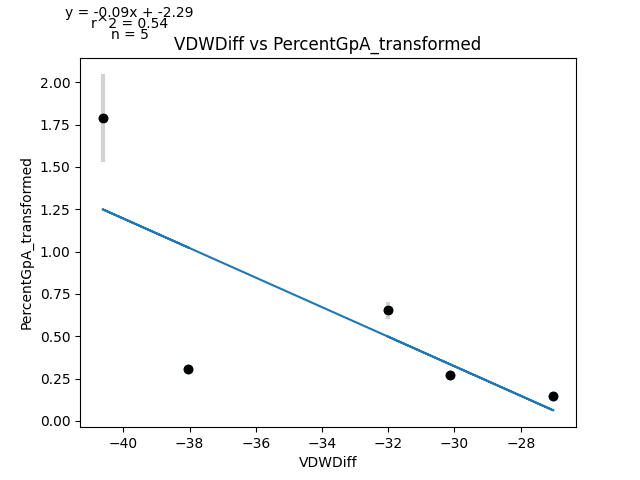 y = -0.09x + -2.29
r^2 = 0.54
n = 5
VDWDiff vs PercentGpA_transformed
PercentGpA_transformed
2.00
1.75
1.50
1.25
1.00
0.75
0.50
0.25
0.00
−40 −38 −36 −34 −32 −30 −28
VDWDiff